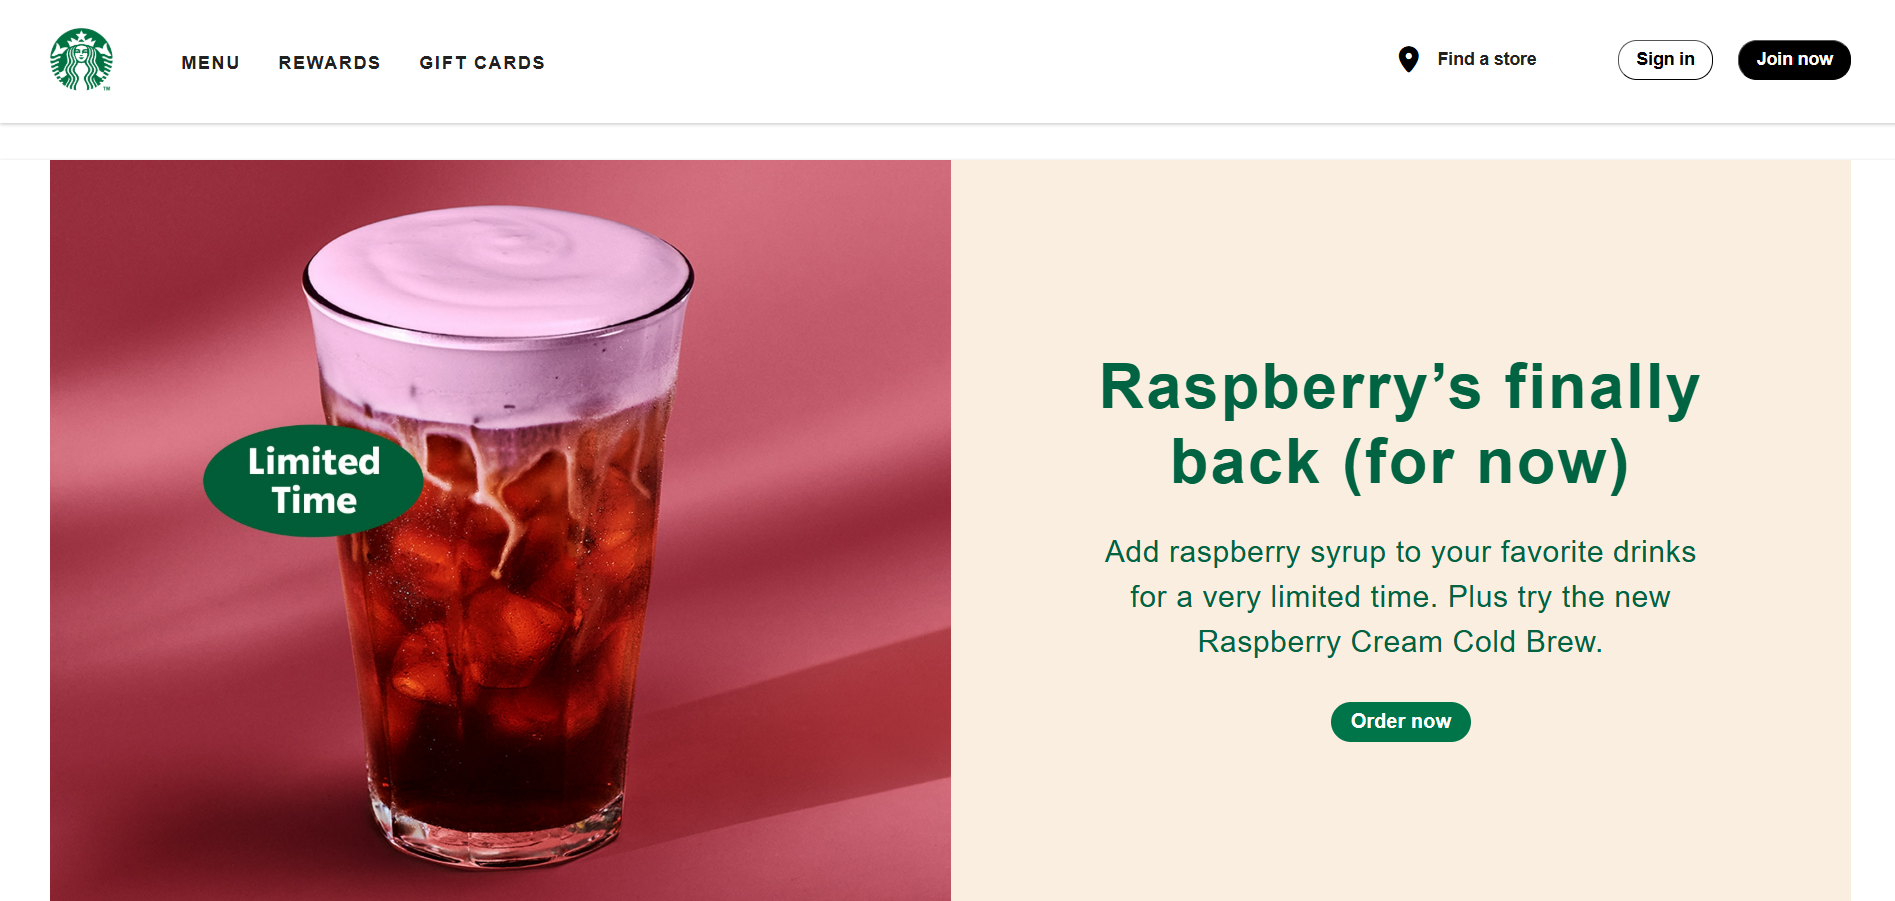 MENU
REWARDS
GIFT CARDS
Find a store
Sign in
Join now
Limited
Time
Raspberry’s finally
back (for now)
Add raspberry syrup to your favorite drinks
for a very limited time. Plus try the new
Raspberry Cream Cold Brew.
Order now